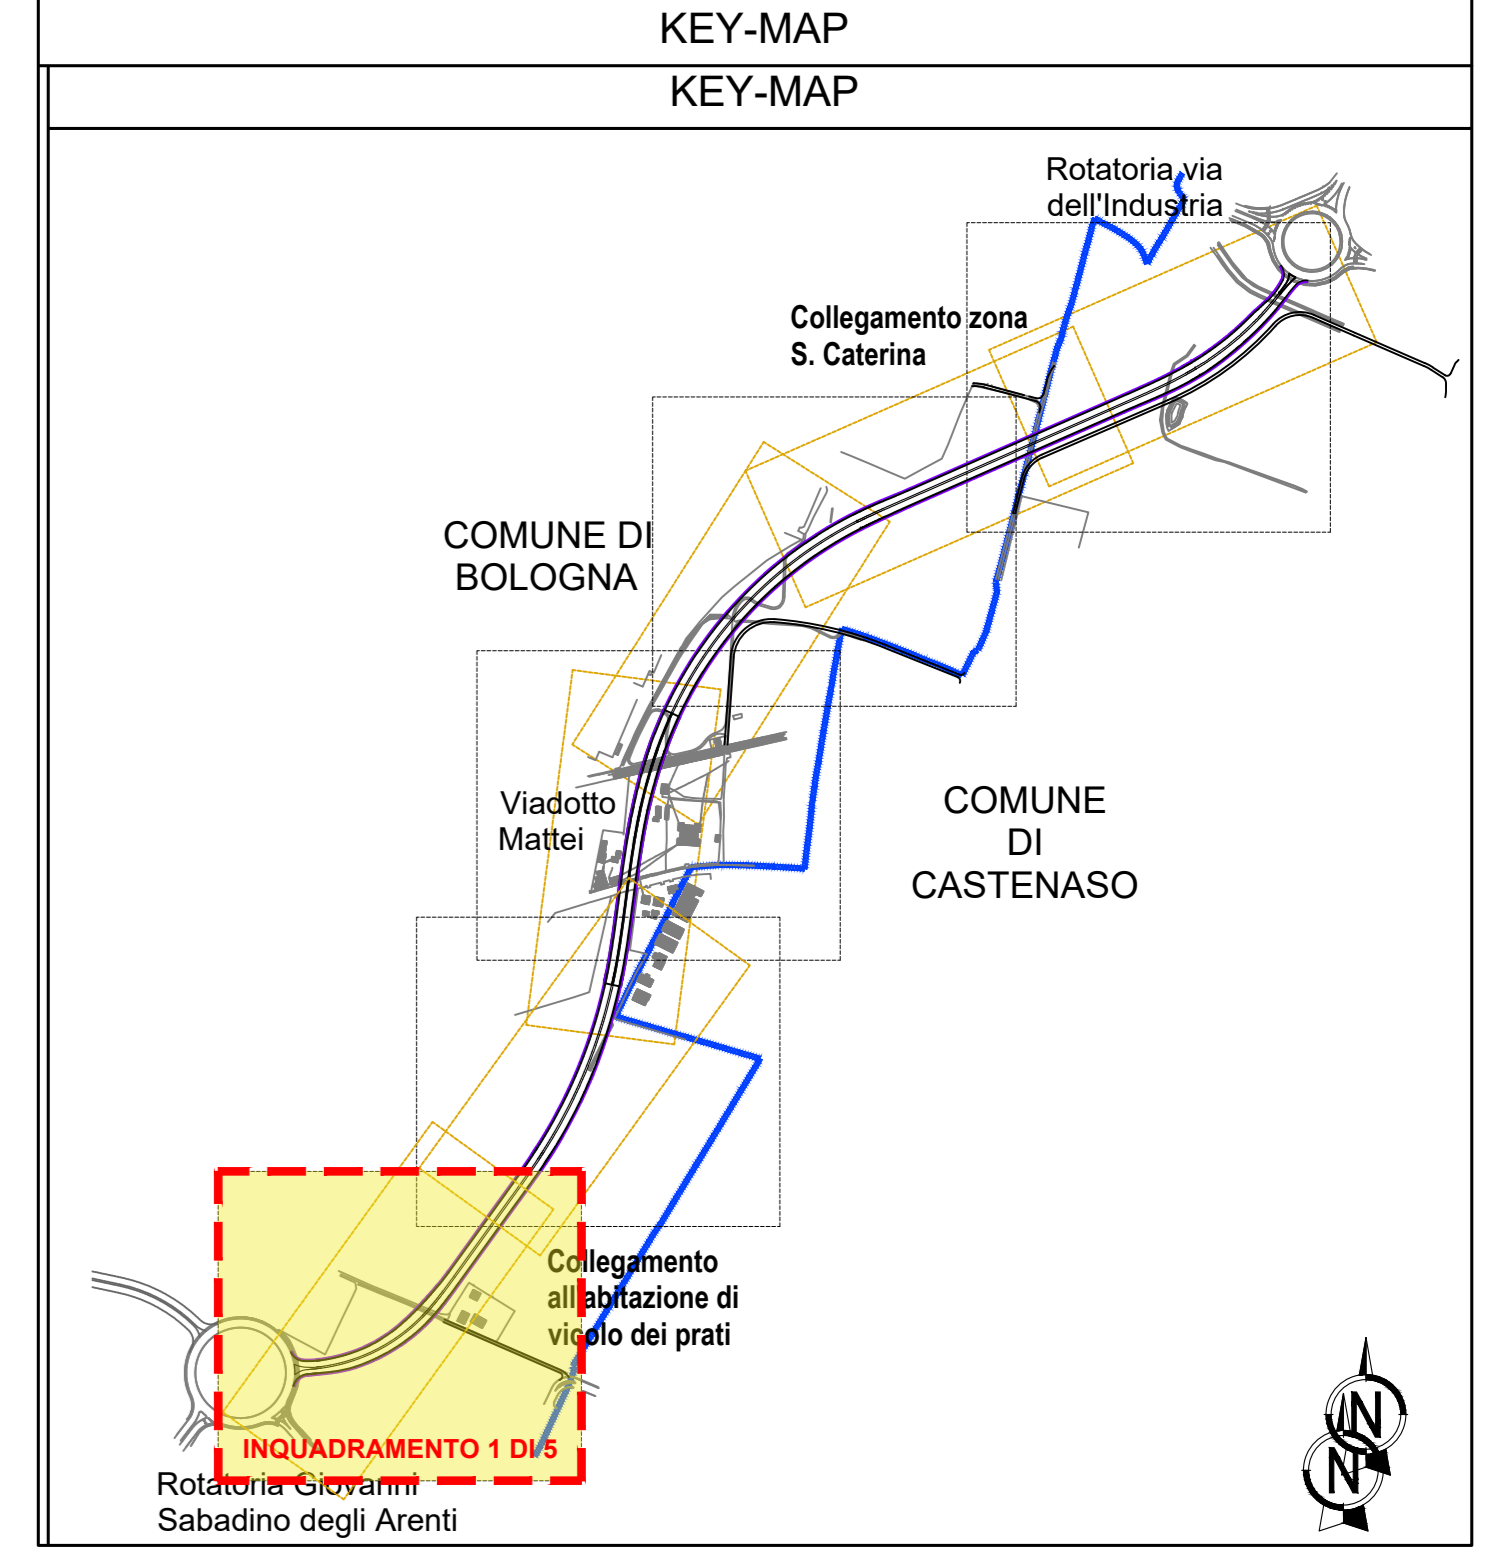 KEY-MAP
KEY-MAP
Rotatoria via
dell'Industria
Collegamento zona
S. Caterina
COMUNE DI
BOLOGNA
Viadotto
Mattei
COMUNE
DI
CASTENASO
Collegamento
all'abitazione di
vicolo dei prati
INQUADRAMENTO 1 DI 5
Rotatoria Giovanni
Sabadino degli Arenti
N
N